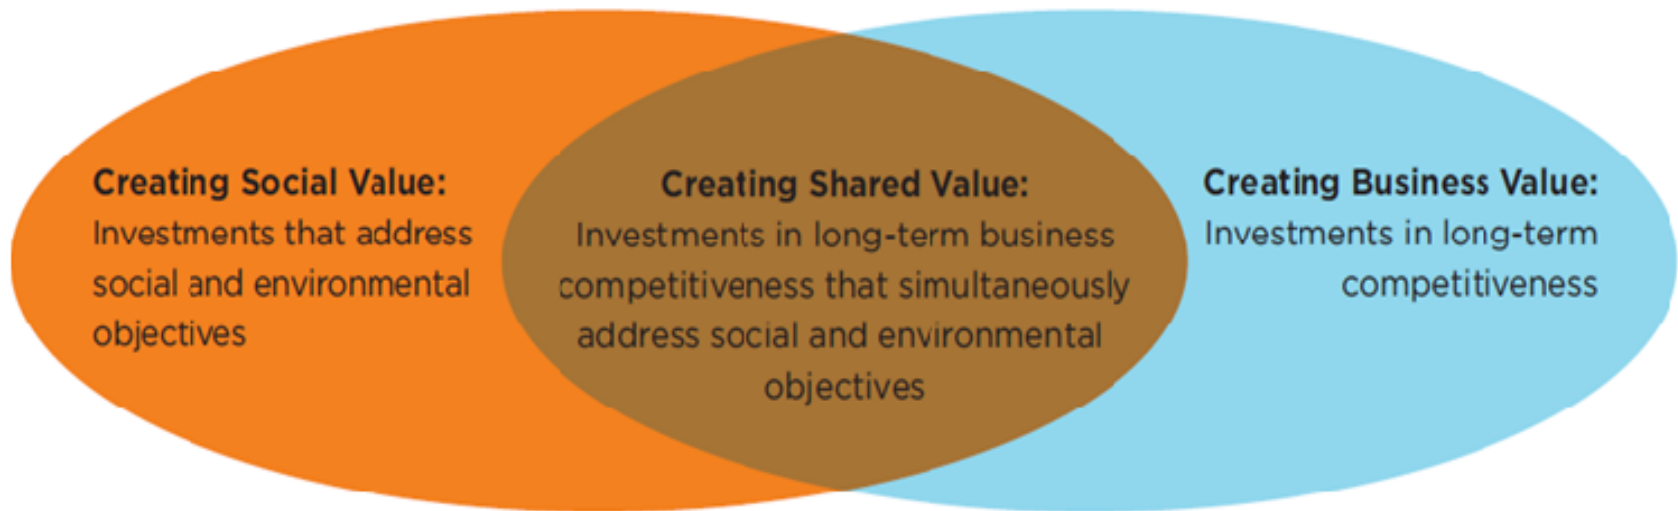 Creating Social Value:
Investments that address
social and environmental
objectives
Creating Shared Value:
Investments in long-term business
competitiveness that simultaneously
address social and environmental
objectives
Creating Business Value:
Investments in long-term
competitiveness